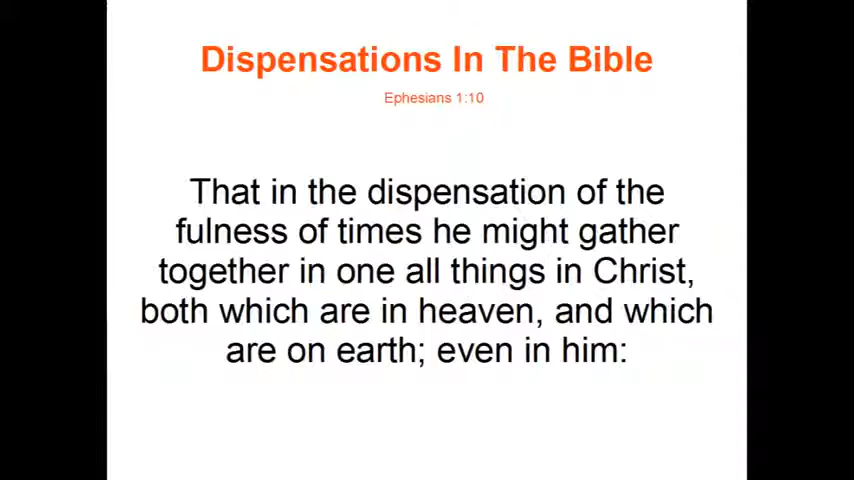 Dispensations In The Bible
Ephesians 1:10
That in the dispensation of the
fulness of times he might gather
together in one all things in Christ,
both which are in heaven, and which
are on earth; even in him: